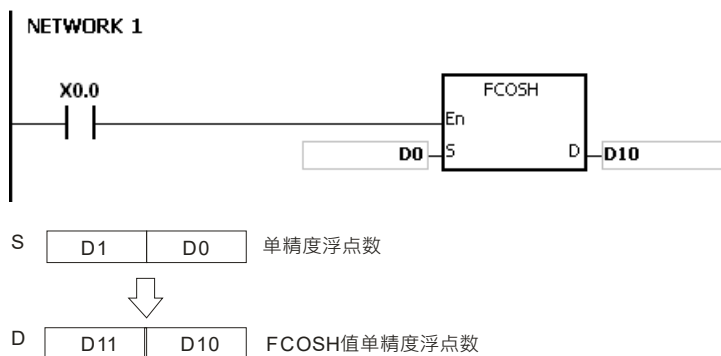 NETWORK 1
X0.0
FCOSH
En
D0 S D D10
S D1 D0 单精度浮点数
D D11 D10 FCOSH值单精度浮点数